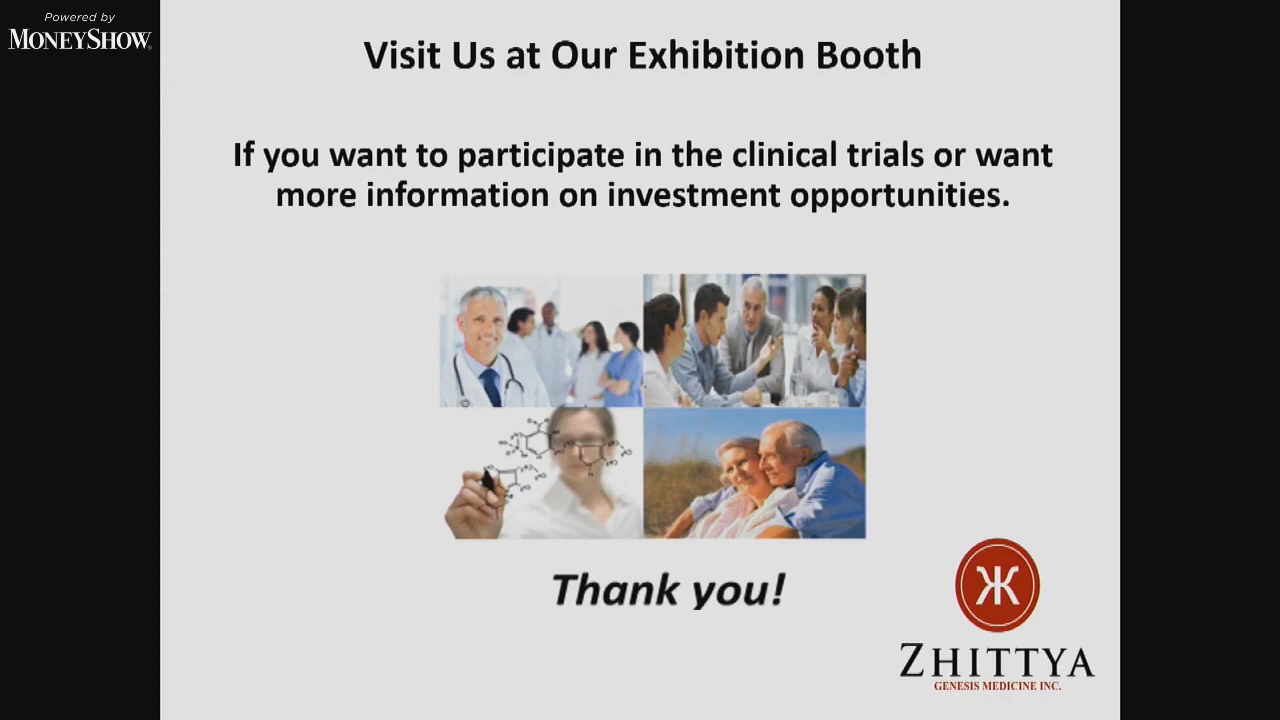 Powered by
MONEYSHOW
Visit Us at Our Exhibition Booth
If you want to participate in the clinical trials or want
more information on investment opportunities.
Thank you!
Ж
ZHITTYA
GENESIS MEDICINE INC.